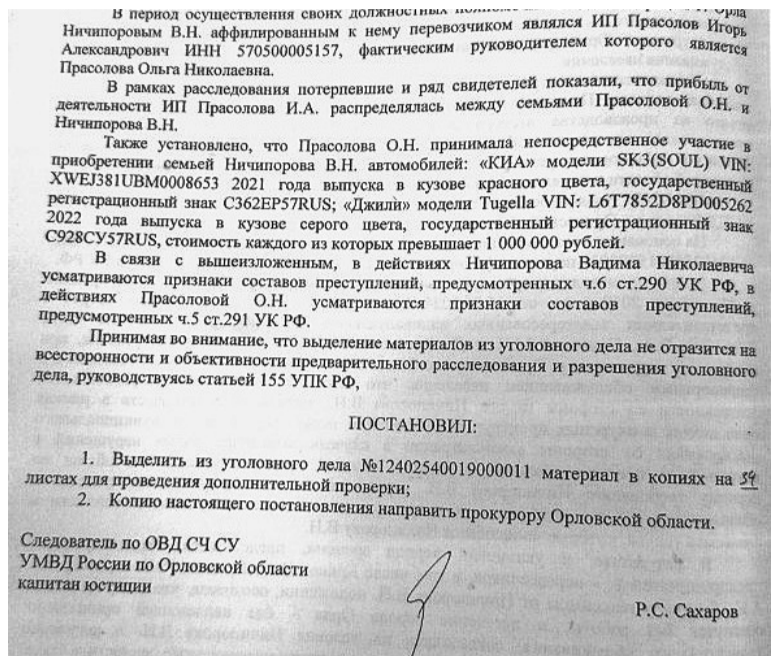 В период осуществления своих должностных
Ничипоровым В.Н. аффилированным к нему перевозчиком являлся ИП Прасолов Игорь
Александрович ИНН 570500005157, фактическим руководителем которого является
Прасолова Ольга Николаевна.
В рамках расследования потерпевшие и ряд свидетелей показали, что прибыль от
деятельности ИП Прасолова И.А. распределялась между семьями Прасоловой О.Н. и
Ничипорова В.Н.
Также установлено, что Прасолова О.Н. принимала непосредственное участие в
приобретении семьей Ничипорова В.Н. автомобилей: «КИА» модели SK3(SOUL) VIN:
XWEJ381UBM0008653 2021 года выпуска в кузове красного цвета, государственный
регистрационный знак С362ЕР57RUS; «Джили» модели Tugella VIN: L6T7852D8PD005262
2022 года выпуска в кузове серого цвета, государственный регистрационный знак
С928СУ57RUS, стоимость каждого из которых превышает 1 000 000 рублей.
В связи с вышеизложенным, в действиях Ничипорова Вадима Николаевича
усматриваются признаки составов преступлений, предусмотренных ч.6 ст.290 УК РФ, в
действиях Прасоловой О.Н. усматриваются признаки составов преступлений,
предусмотренных ч.5 ст.291 УК РФ.
Принимая во внимание, что выделение материалов из уголовного дела не отразится на
всесторонности и объективности предварительного расследования и разрешения уголовного
дела, руководствуясь статьей 155 УПК РФ,
ПОСТАНОВИЛ:
1. Выделить из уголовного дела №12402540019000011 материал в копиях на 54
листах для проведения дополнительной проверки;
2. Копию настоящего постановления направить прокурору Орловской области.
Следователь по ОВД СЧ СУ
УМВД России по Орловской области
капитан юстиции
Р.С. Сахаров